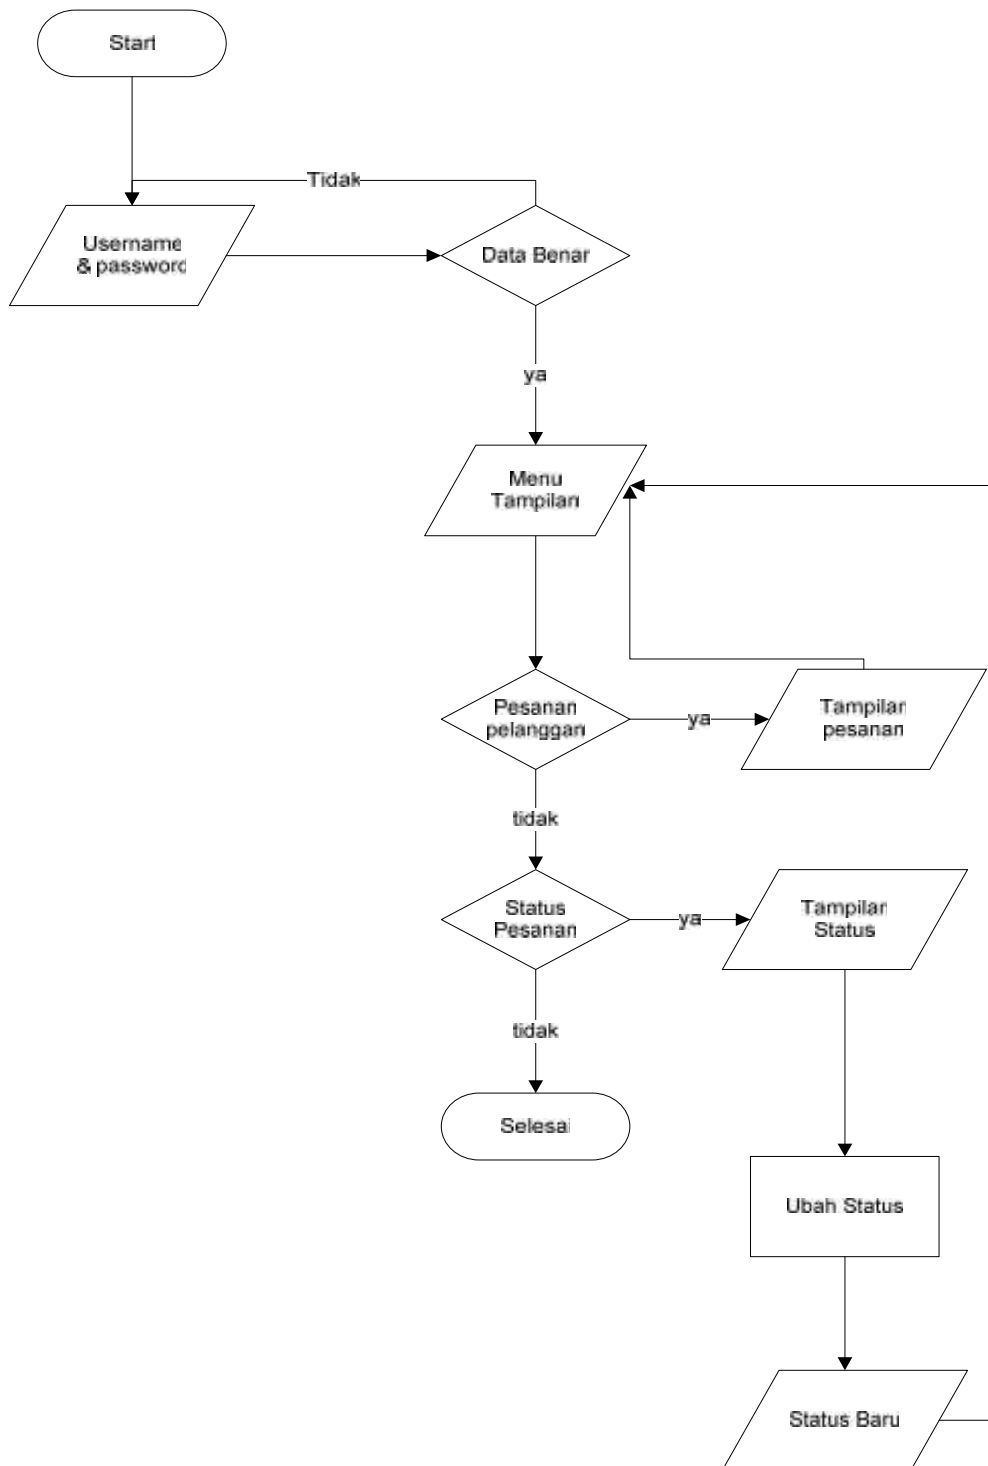 Start
Tidak
Username
& password
Data Benar
ya
Menu
Tampilan
Pesanan
pelanggan
ya
Tampilan
pesanan
tidak
Status
Pesanan
ya
Tampilan
Status
tidak
Selesai
Ubah Status
Status Baru